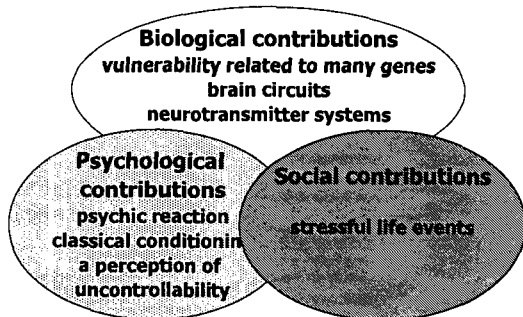 Biological contributions
vulnerability related to many genes
brain circuits
neurotransmitter systems
Psychological
contributions
psychic reaction
classical conditionin
a perception of
uncontrollability
Social contributions
stressful life events